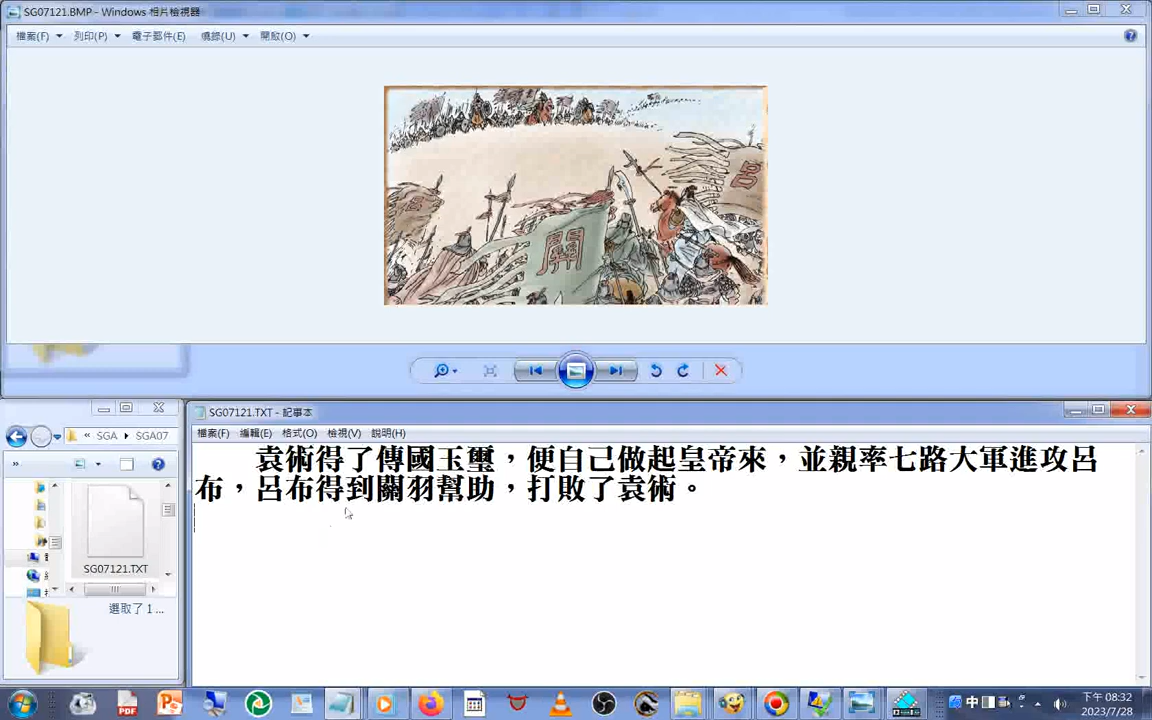 SG07121.BMP - Windows 相片檢視器
檔案(F) 列印(P) 電子郵件(E) 燒錄(U) 開啟(O)
呂
關
« SGA ▸ SGA07
»
SG07121.TXT
選取了 1 ...
SG07121.TXT - 記事本
檔案(F) 編輯(E) 格式(O) 檢視(V) 說明(H)
袁術得了傳國玉璽，便自己做起皇帝來，並親率七路大軍進攻呂
布，呂布得到關羽幫助，打敗了袁術。
PDF
中
下午 08:32
2023/7/28